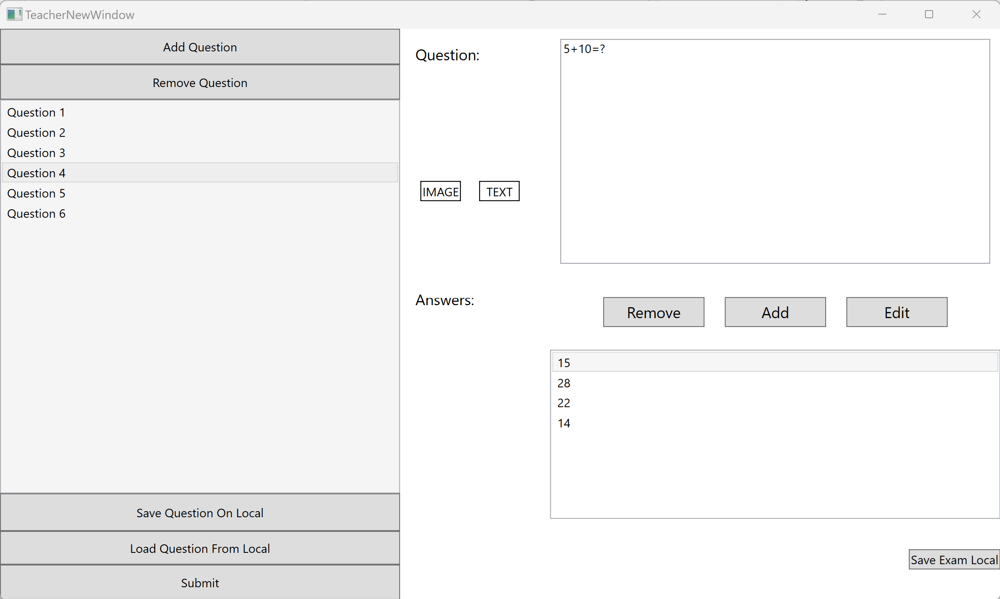 TeacherNewWindow
Add Question
Remove Question
Question 1
Question 2
Question 3
Question 4
Question 5
Question 6
Save Question On Local
Load Question From Local
Submit
Question:
5+10=?
IMAGE TEXT
Answers:
Remove Add Edit
15
28
22
14
Save Exam Local